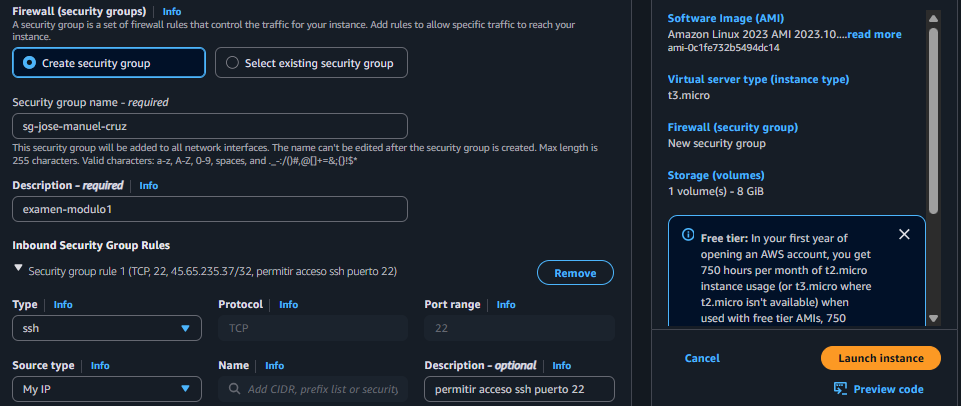 Firewall (security groups) | Info
A security group is a set of firewall rules that control the traffic for your instance. Add rules to allow specific traffic to reach your
instance.
Create security group
Select existing security group
Security group name - required
sg-jose-manuel-cruz
This security group will be added to all network interfaces. The name can't be edited after the security group is created. Max length is
255 characters. Valid characters: a-z, A-Z, 0-9, spaces, and ._-:/()#,@[]+=&;{}!$*
Description - required | Info
examen-modulo1
Inbound Security Group Rules
Security group rule 1 (TCP, 22, 45.65.235.37/32, permitir acceso ssh puerto 22)
Remove
Type | Info
Protocol | Info
Port range | Info
ssh
TCP
22
Source type | Info
Name | Info
Description - optional | Info
My IP
Add CIDR, prefix list or security
permitir acceso ssh puerto 22
Software Image (AMI)
Amazon Linux 2023 AMI 2023.10....read more
ami-0c1fe732b5494dc14
Virtual server type (instance type)
t3.micro
Firewall (security group)
New security group
Storage (volumes)
1 volume(s) - 8 GiB
Free tier: In your first year of
opening an AWS account, you get
750 hours per month of t2.micro
instance usage (or t3.micro where
t2.micro isn't available) when
used with free tier AMIs, 750
Cancel
Launch instance
Preview code